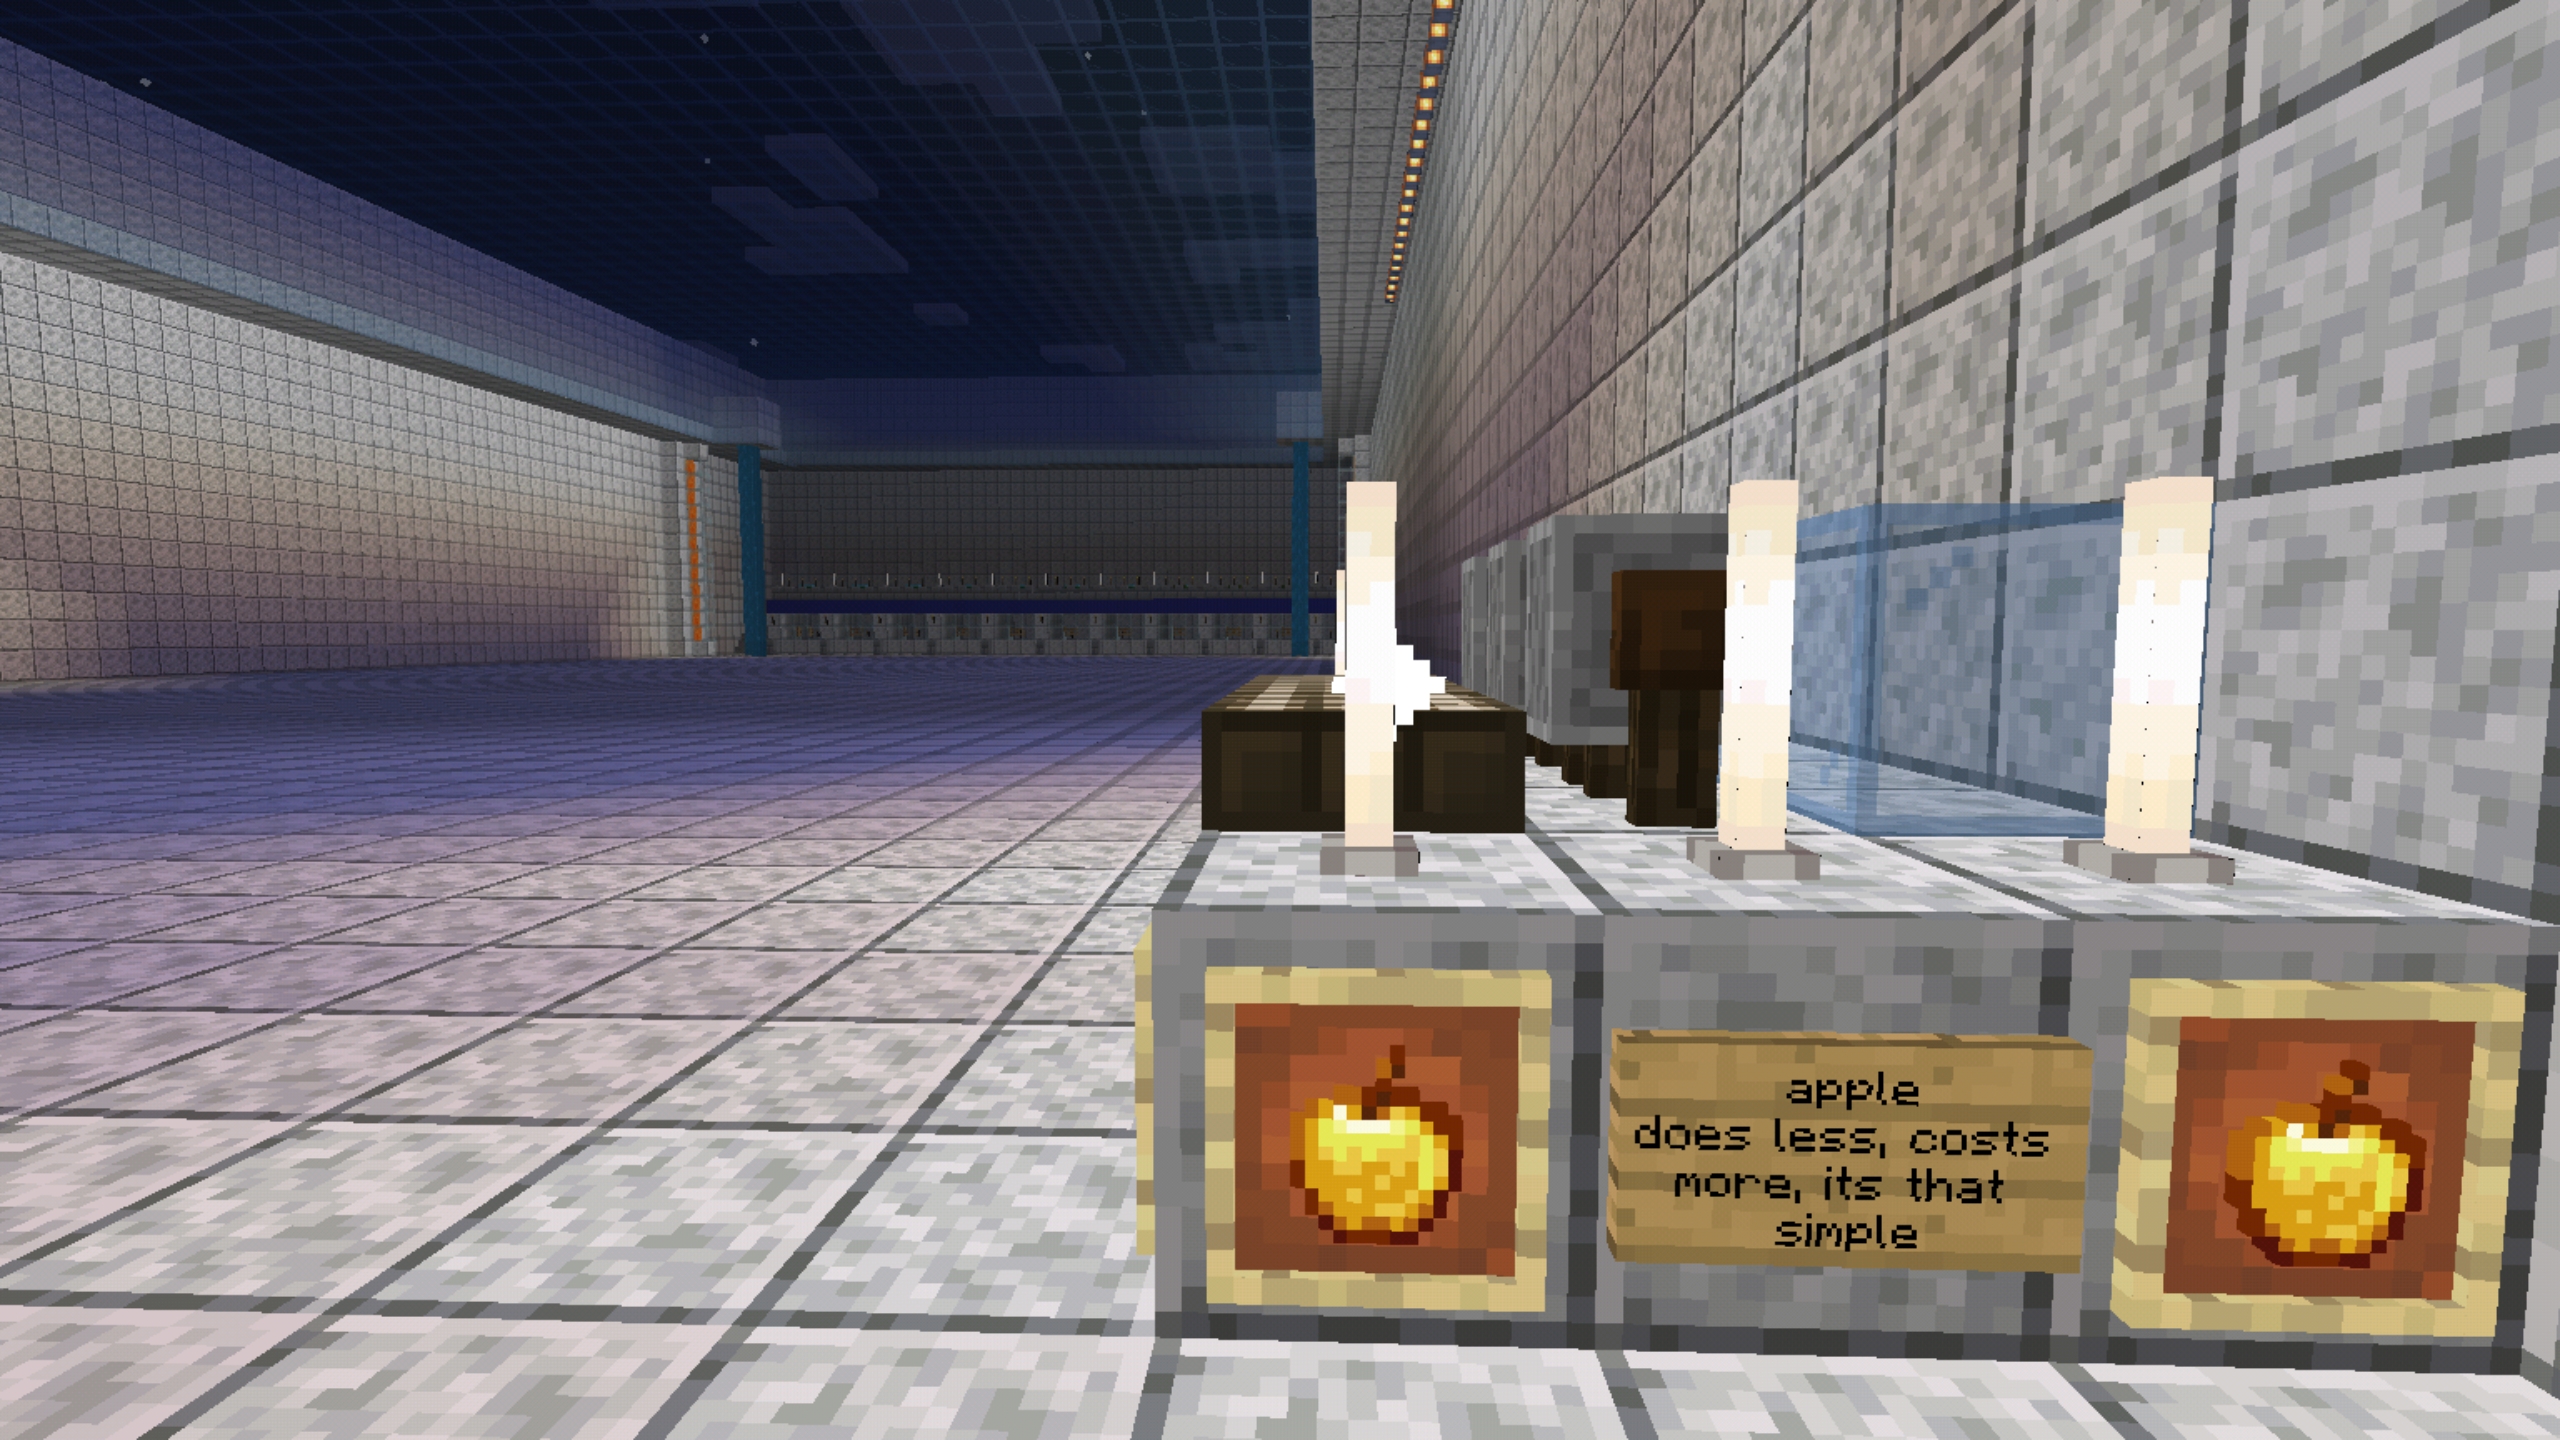 apple
does less, costs
more, its that
simple